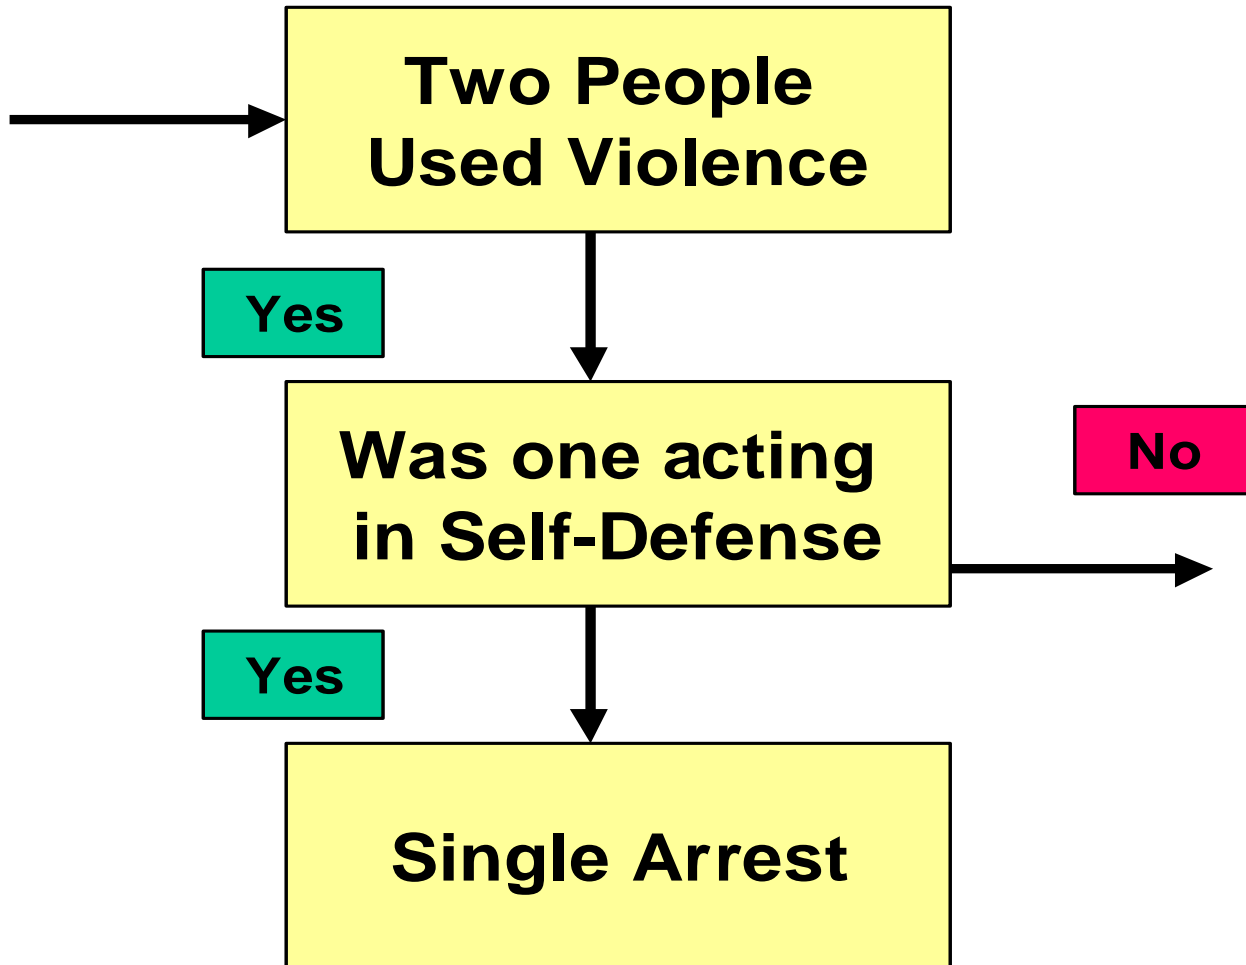 Two People
Used Violence
Yes
Was one acting
in Self-Defense
No
Yes
Single Arrest